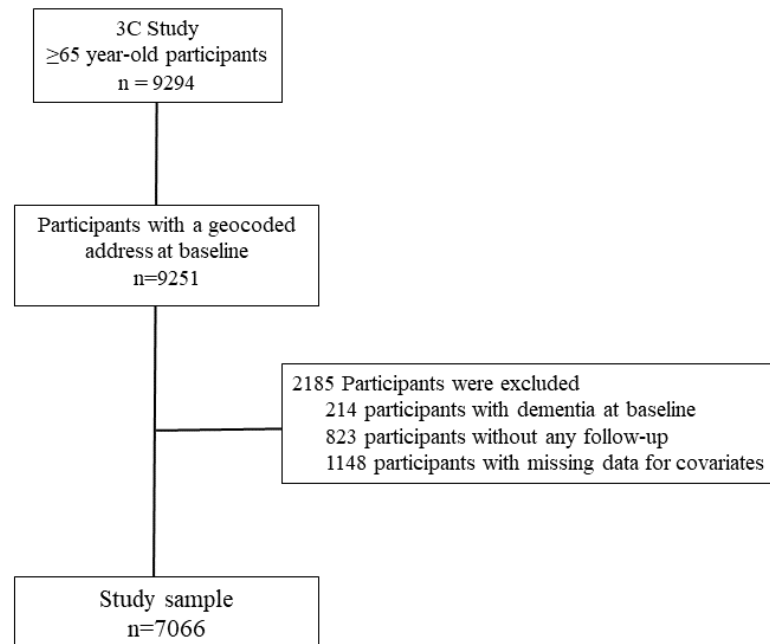 3C Study
≥65 year-old participants
n = 9294
Participants with a geocoded
address at baseline
n=9251
2185 Participants were excluded
214 participants with dementia at baseline
823 participants without any follow-up
1148 participants with missing data for covariates
Study sample
n=7066